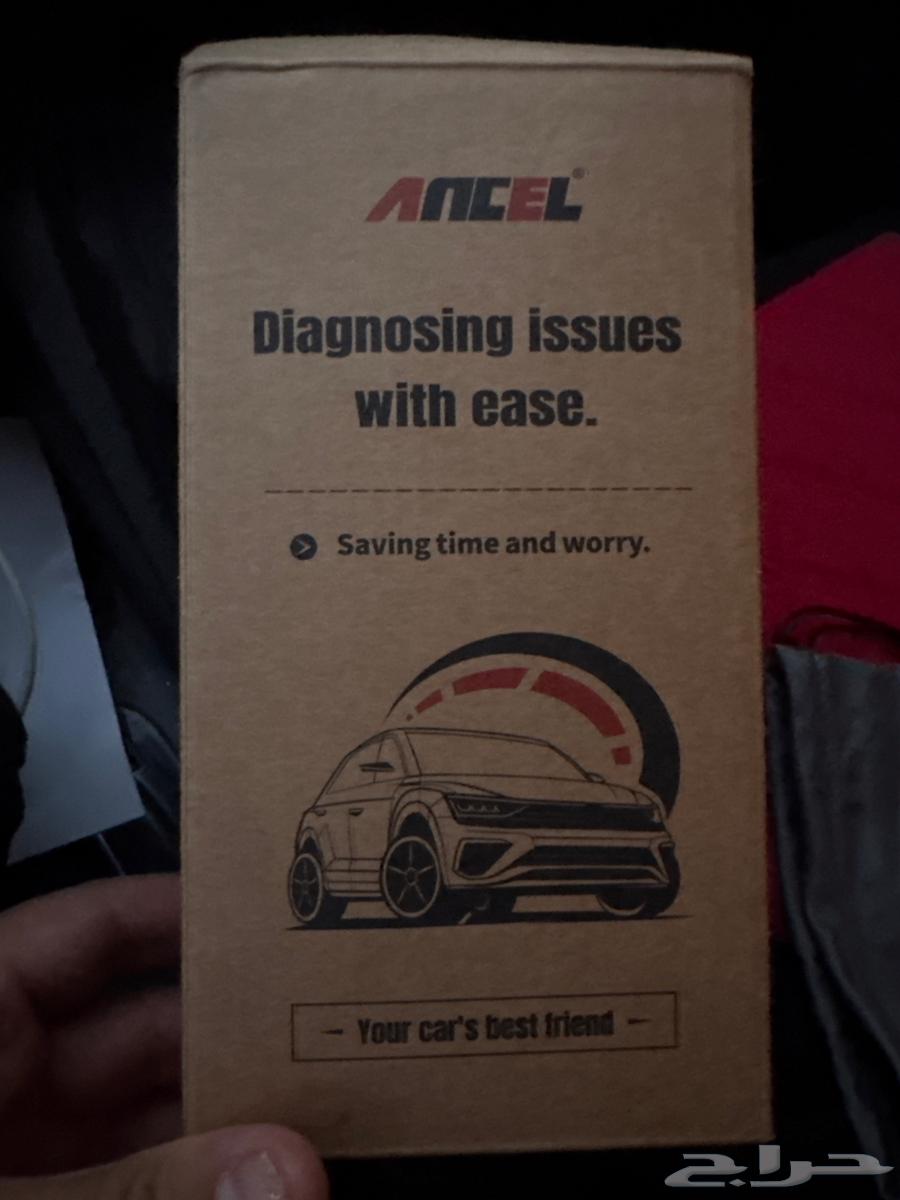 ANCEL®
Diagnosing issues
with ease.
Saving time and worry.
- Your car's best friend -
حراج